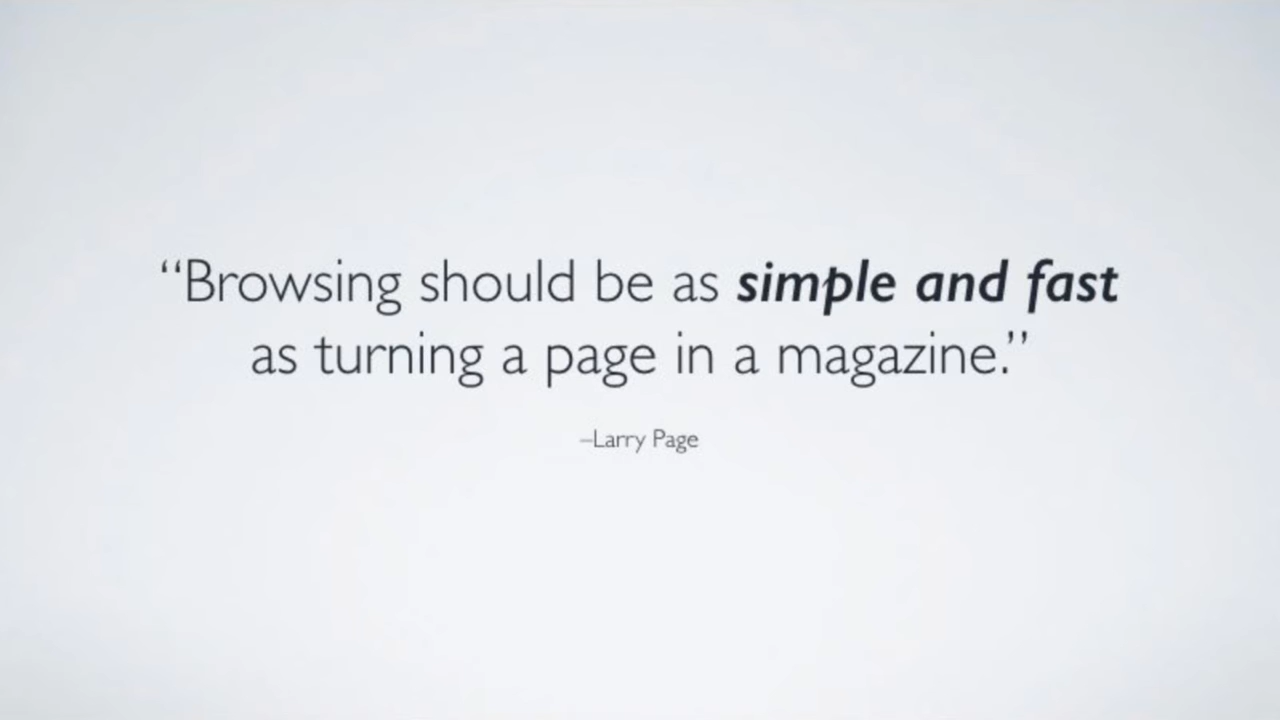 “Browsing should be as simple and fast
as turning a page in a magazine.”
–Larry Page